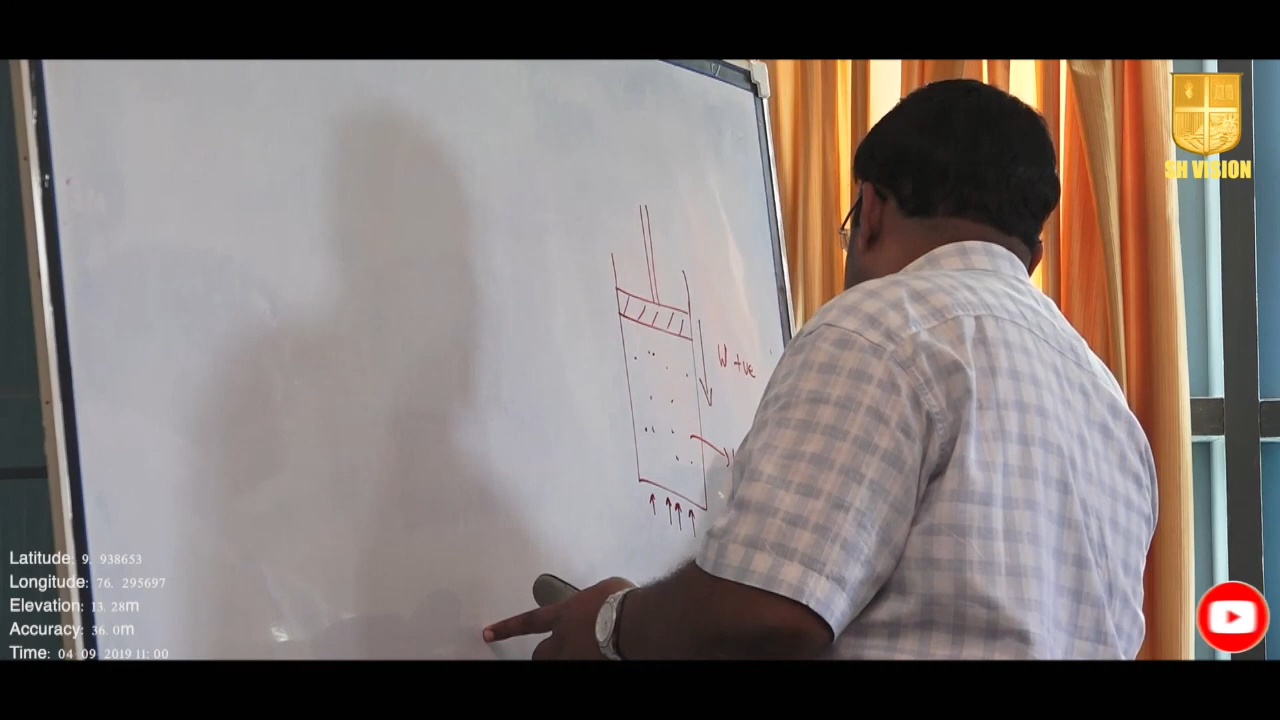 SH VISION
W +ve
Latitude: 9. 938653
Longitude: 76. 295697
Elevation: 13. 28m
Accuracy: 36. 0m
Time: 04 09 2019 11: 00